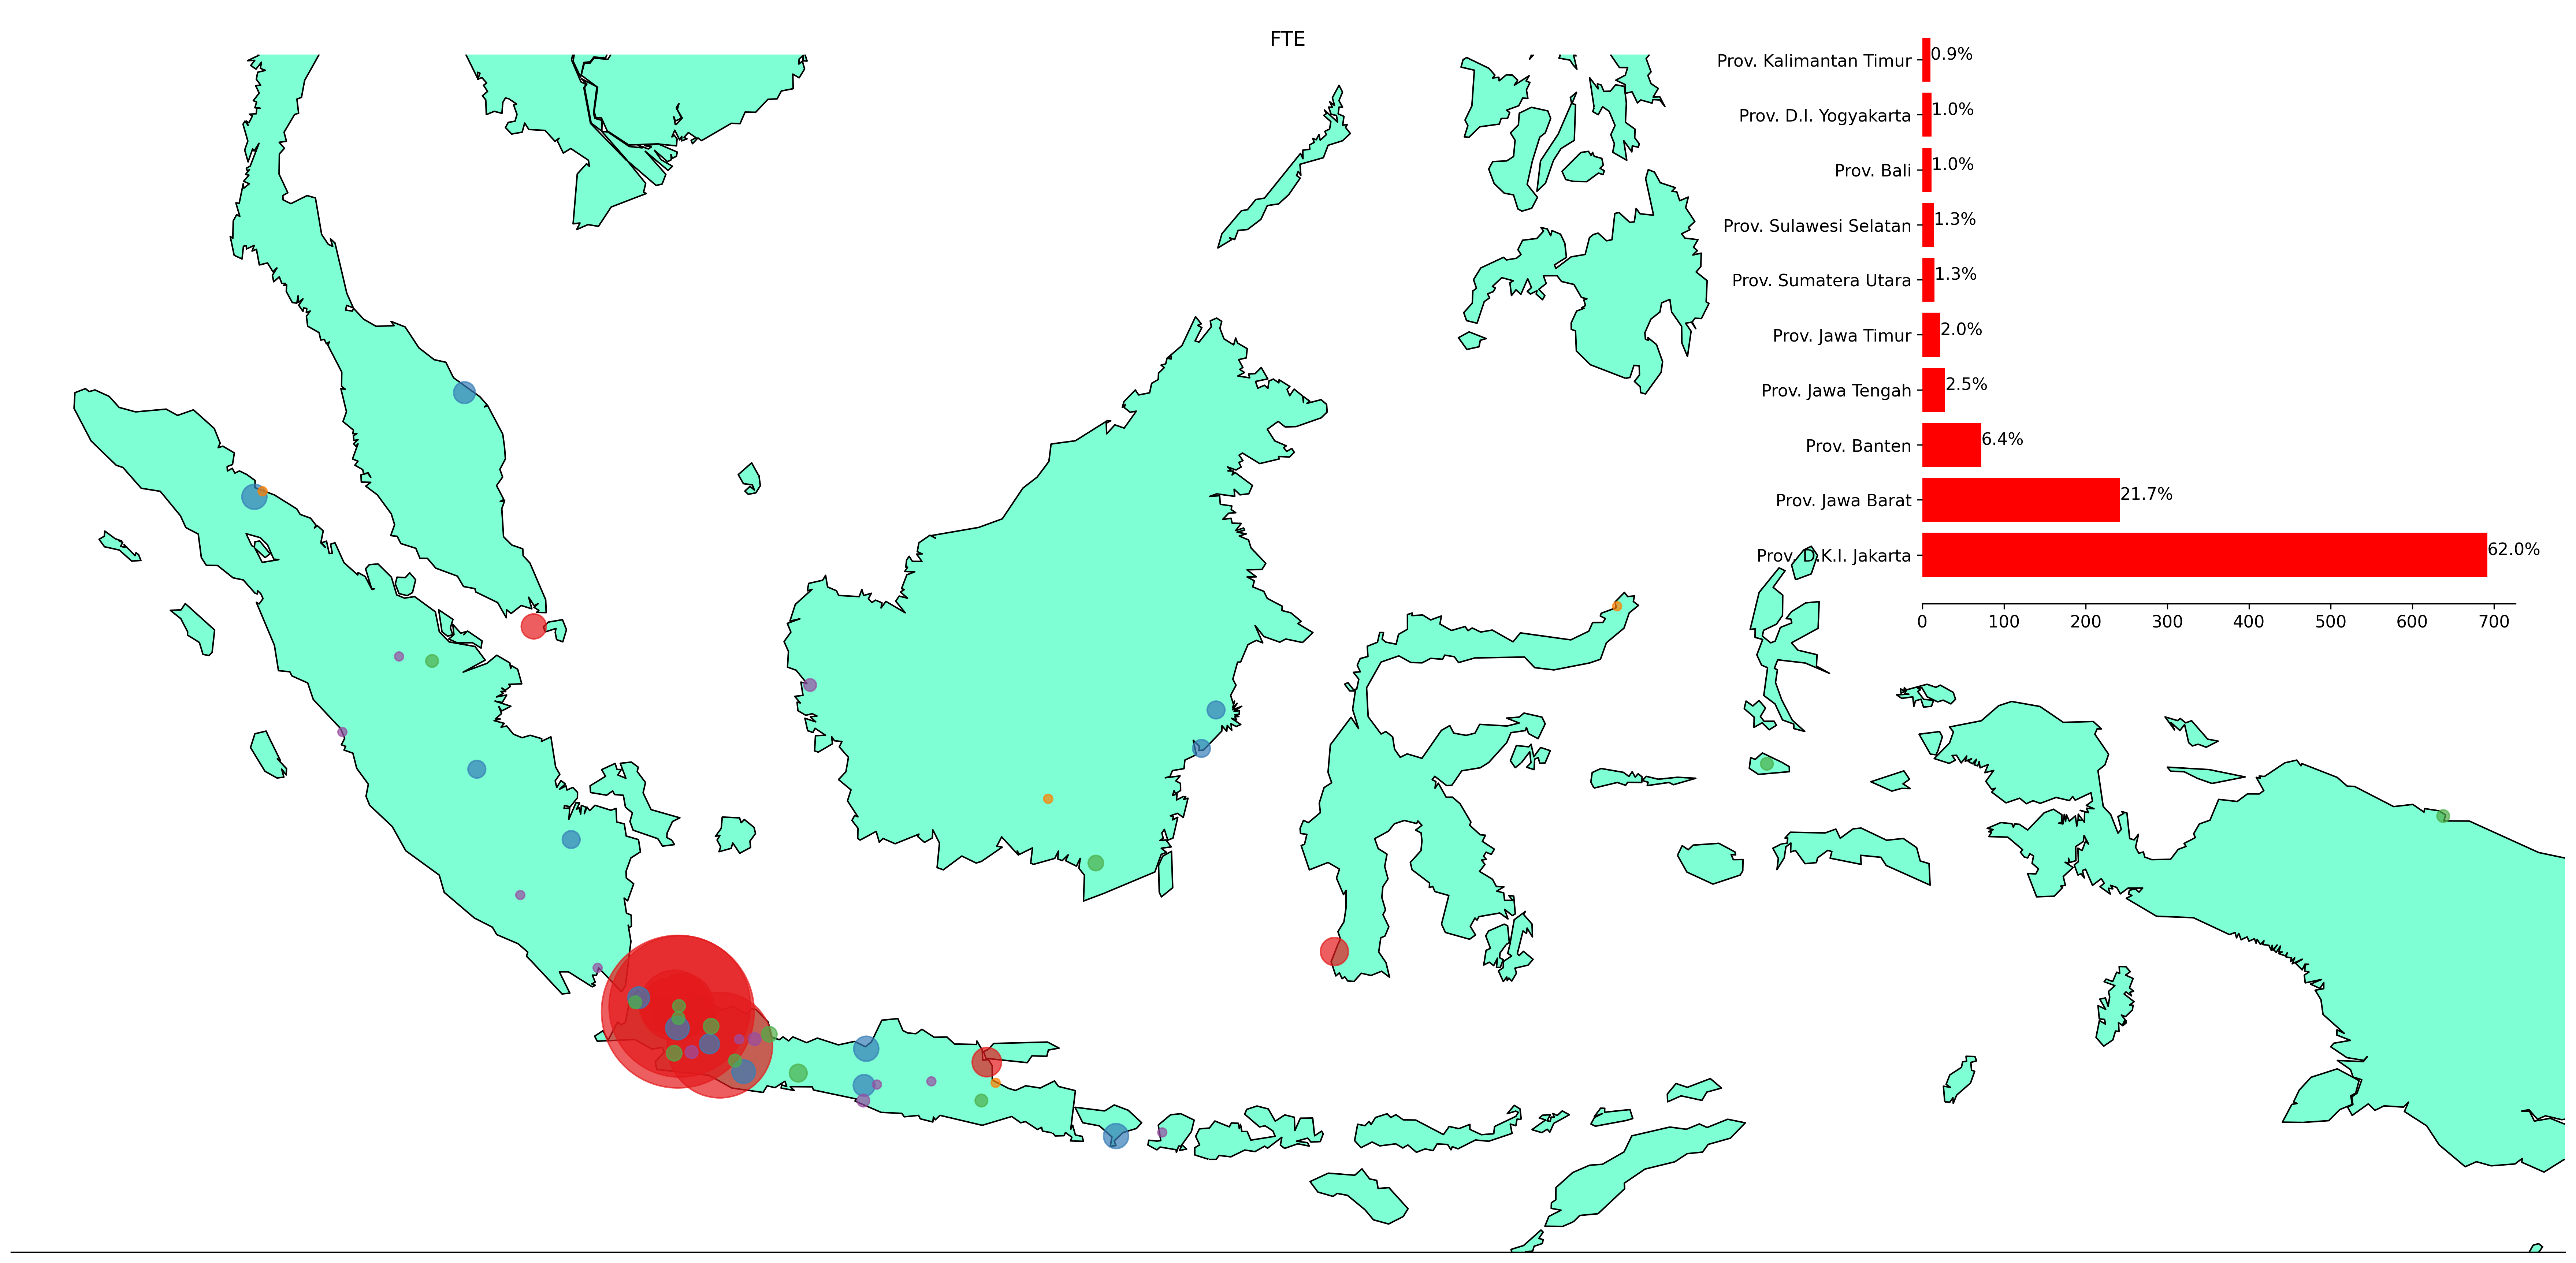 FTE
Prov. Kalimantan Timur 0.9%
Prov. D.I. Yogyakarta 1.0%
Prov. Bali 1.0%
Prov. Sulawesi Selatan 1.3%
Prov. Sumatera Utara 1.3%
Prov. Jawa Timur 2.0%
Prov. Jawa Tengah 2.5%
Prov. Banten 6.4%
Prov. Jawa Barat 21.7%
Prov. D.K.I. Jakarta 62.0%
0 100 200 300 400 500 600 700